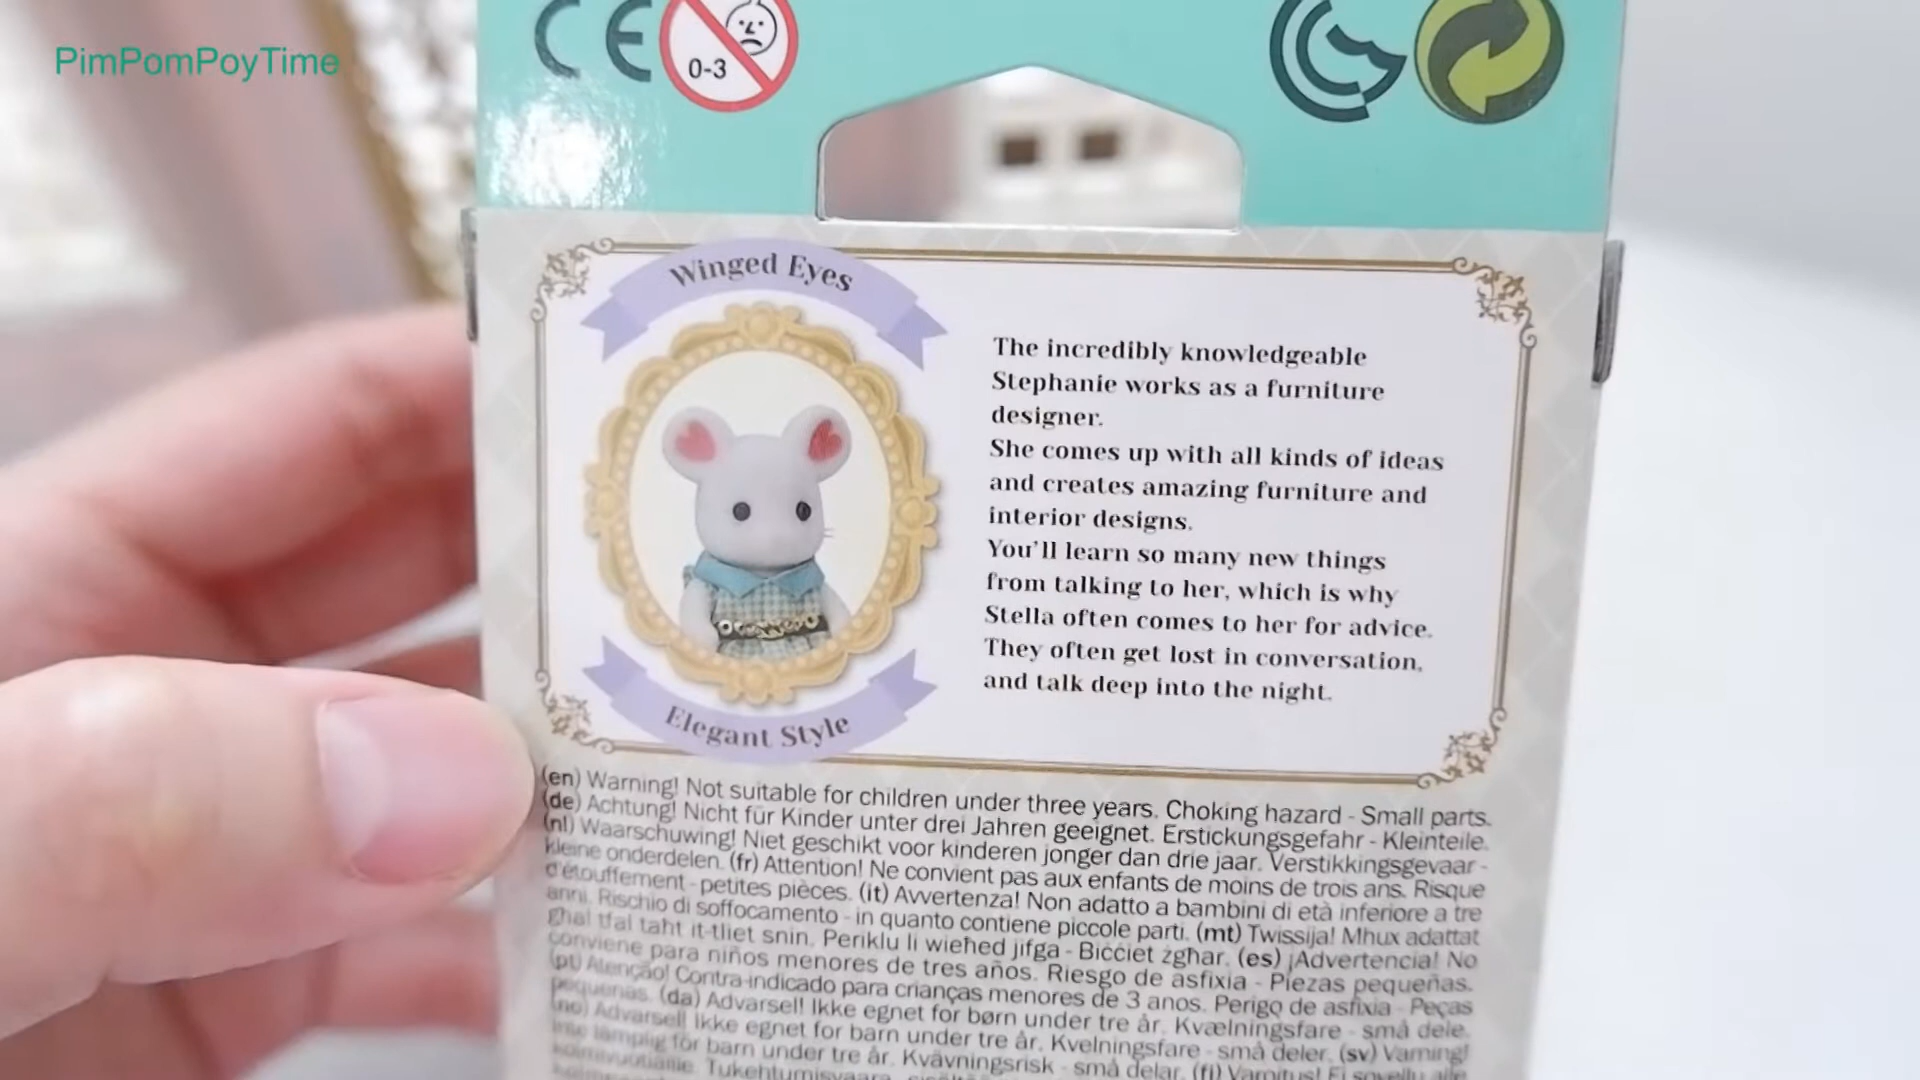 PimPomPoyTime
CE
0-3
Winged Eyes
The incredibly knowledgeable
Stephanie works as a furniture
designer.
She comes up with all kinds of ideas
and creates amazing furniture and
interior designs.
You'll learn so many new things
from talking to her, which is why
Stella often comes to her for advice.
They often get lost in conversation,
and talk deep into the night.
Elegant Style
(en) Warning! Not suitable for children under three years. Choking hazard - Small parts.
(de) Achtung! Nicht für Kinder unter drei Jahren geeignet. Erstickungsgefahr - Kleinteile.
(nl) Waarschuwing! Niet geschikt voor kinderen jonger dan drie jaar. Verstikkingsgevaar -
kleine onderdelen. (fr) Attention! Ne convient pas aux enfants de moins de trois ans. Risque
d'étouffement - petites pièces. (it) Avvertenza! Non adatto a bambini di età inferiore a tre
anni. Rischio di soffocamento - in quanto contiene piccole parti. (mt) Twissija! Mhux adattat
għal tfal taħt it-tliet snin. Periklu li wieħed jifga - Biċċiet żgħar. (es) ¡Advertencia! No
conviene para niños menores de tres años. Riesgo de asfixia - Piezas pequeñas.
(pt) Atenção! Contra-indicado para crianças menores de 3 anos. Perigo de asfixia - Peças
pequenas. (da) Advarsel! Ikke egnet for børn under tre år. Kvælningsfare - små dele.
(no) Advarsel! Ikke egnet for barn under tre år. Kvelningsfare - små deler. (sv) Varning!
Inte lämplig för barn under tre år. Kvävningsrisk - små delar. (fi) Varoitus! Ei sovellu alle